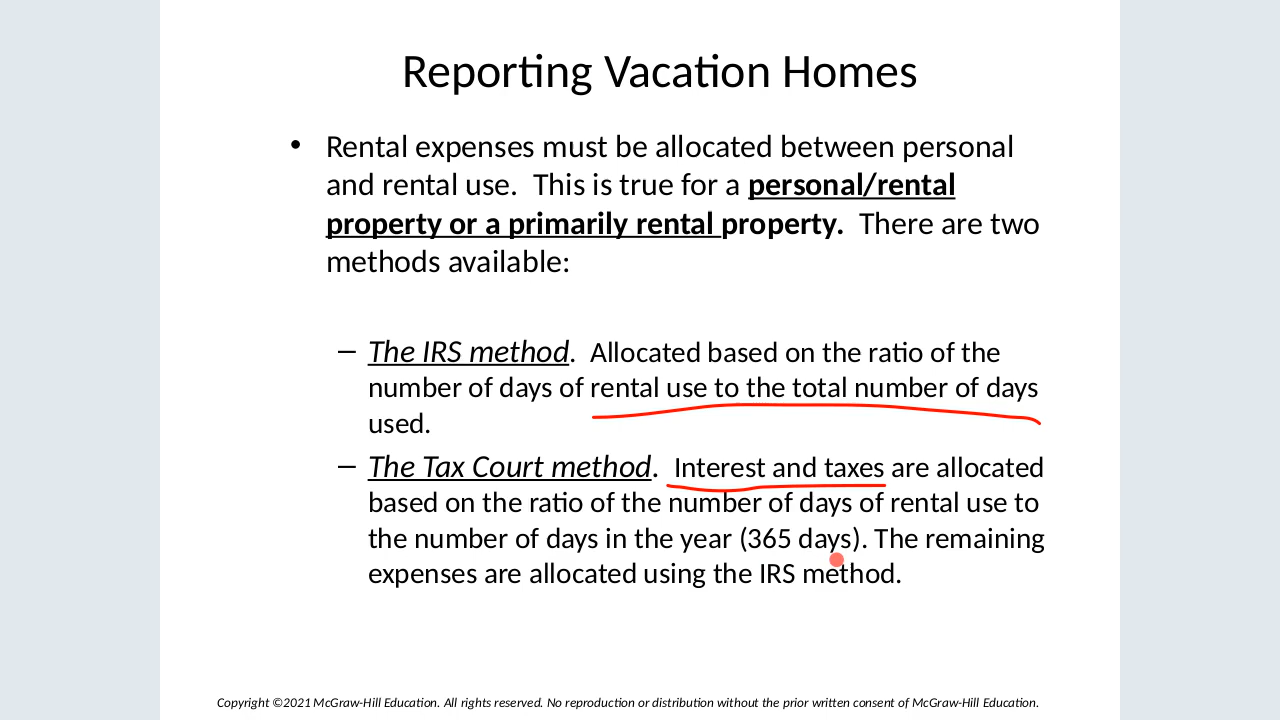 Reporting Vacation Homes
• Rental expenses must be allocated between personal
and rental use.  This is true for a personal/rental
property or a primarily rental property.  There are two
methods available:
– The IRS method.  Allocated based on the ratio of the
number of days of rental use to the total number of days
used.
– The Tax Court method.  Interest and taxes are allocated
based on the ratio of the number of days of rental use to
the number of days in the year (365 days). The remaining
expenses are allocated using the IRS method.
Copyright ©2021 McGraw-Hill Education. All rights reserved. No reproduction or distribution without the prior written consent of McGraw-Hill Education.